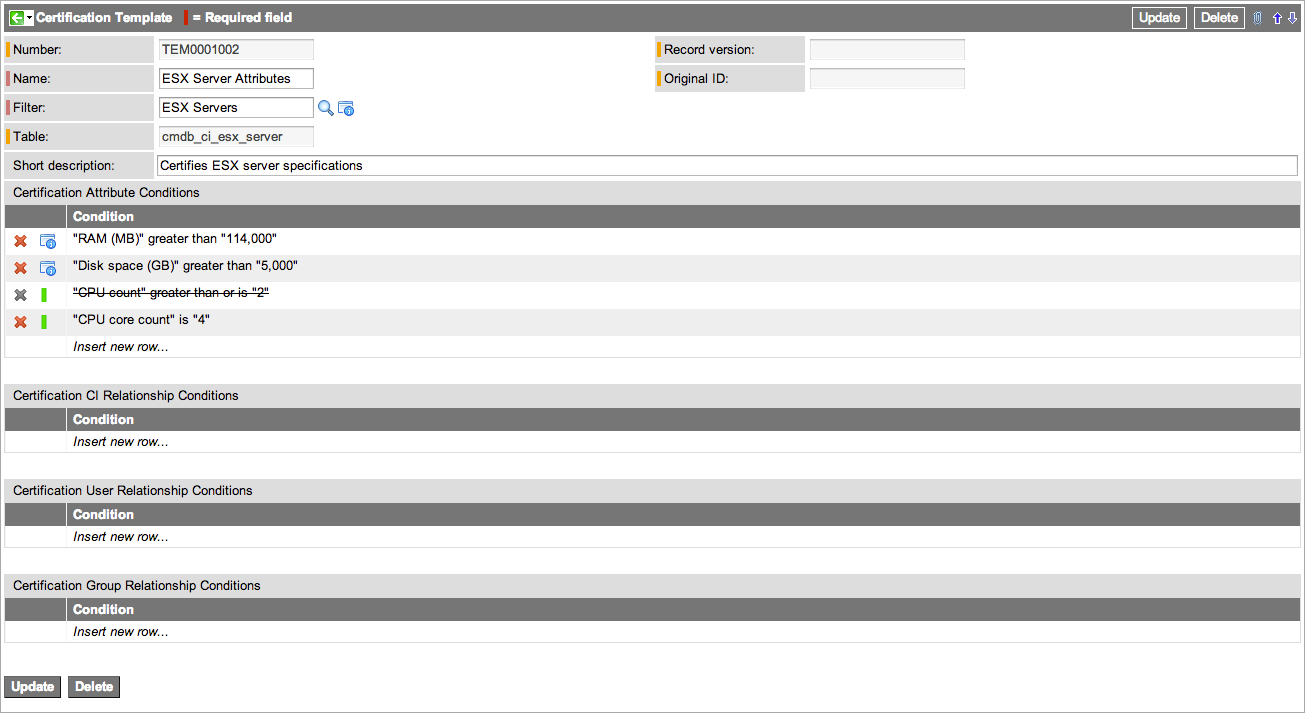 Certification Template = Required field Update Delete
Number: TEM0001002 Record version:
Name: ESX Server Attributes Original ID:
Filter: ESX Servers
Table: cmdb_ci_esx_server
Short description: Certifies ESX server specifications
Certification Attribute Conditions
Condition
"RAM (MB)" greater than "114,000"
"Disk space (GB)" greater than "5,000"
"CPU count" greater than or is "2"
"CPU core count" is "4"
Insert new row...
Certification CI Relationship Conditions
Condition
Insert new row...
Certification User Relationship Conditions
Condition
Insert new row...
Certification Group Relationship Conditions
Condition
Insert new row...
Update Delete